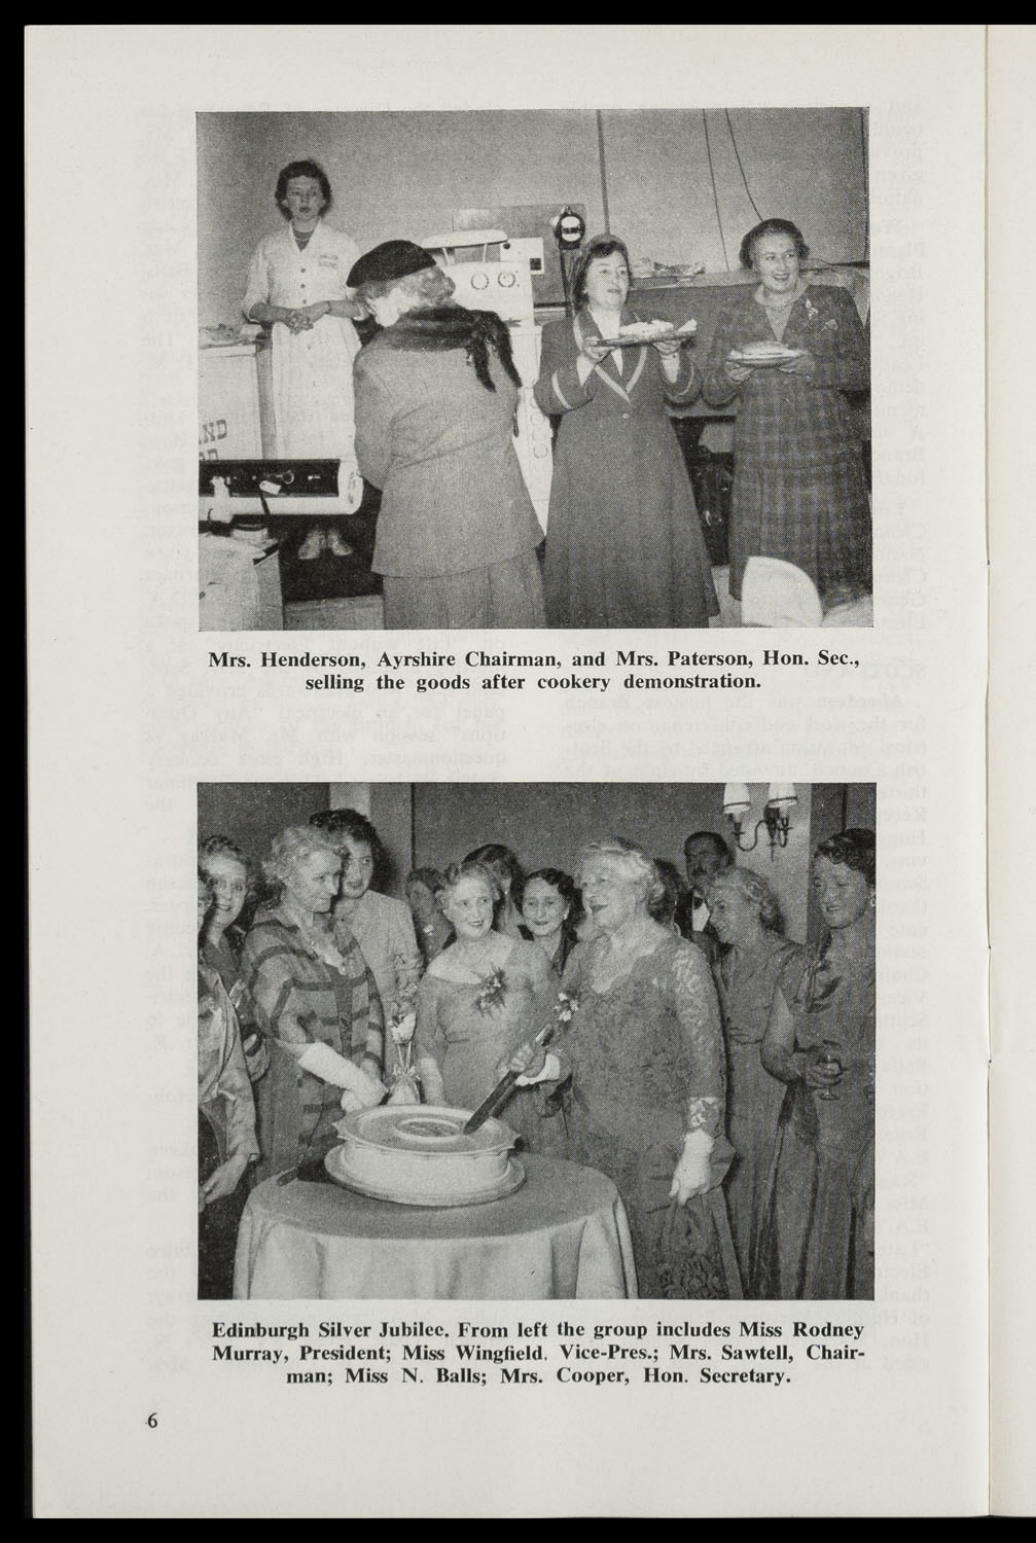 Mrs. Henderson, Ayrshire Chairman, and Mrs. Paterson, Hon. Sec.,
selling the goods after cookery demonstration.
Edinburgh Silver Jubilee. From left the group includes Miss Rodney
Murray, President; Miss Wingfield. Vice-Pres.; Mrs. Sawtell, Chair-
man; Miss N. Balls; Mrs. Cooper, Hon. Secretary.
6